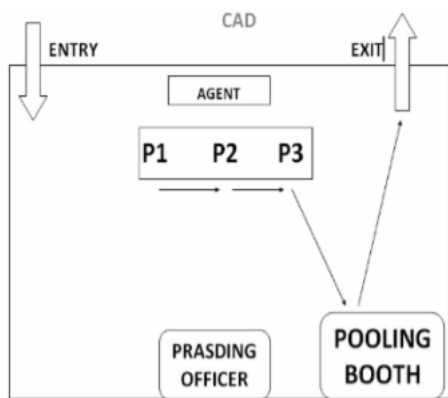 CAD
ENTRY
EXIT
AGENT
P1 P2 P3
PRASDING
OFFICER
POOLING
BOOTH